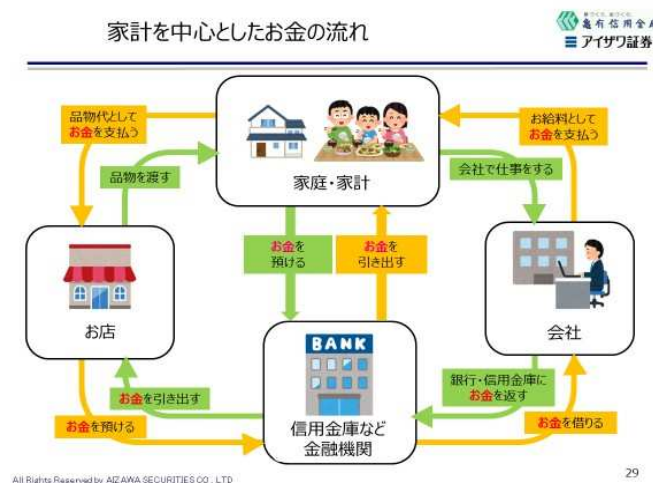 家計を中心としたお金の流れ
アイザワ証券
品物代として
お金を支払う
品物を渡す
家庭・家計
お給料として
お金を支払う
会社で仕事をする
お金を
預ける
お金を
引き出す
お店
会社
BANK
信用金庫など
金融機関
お金を引き出す
お金を預ける
銀行・信用金庫に
お金を返す
お金を借りる
All Rights Reserved by AIZAWA SECURITIES CO., LTD
29